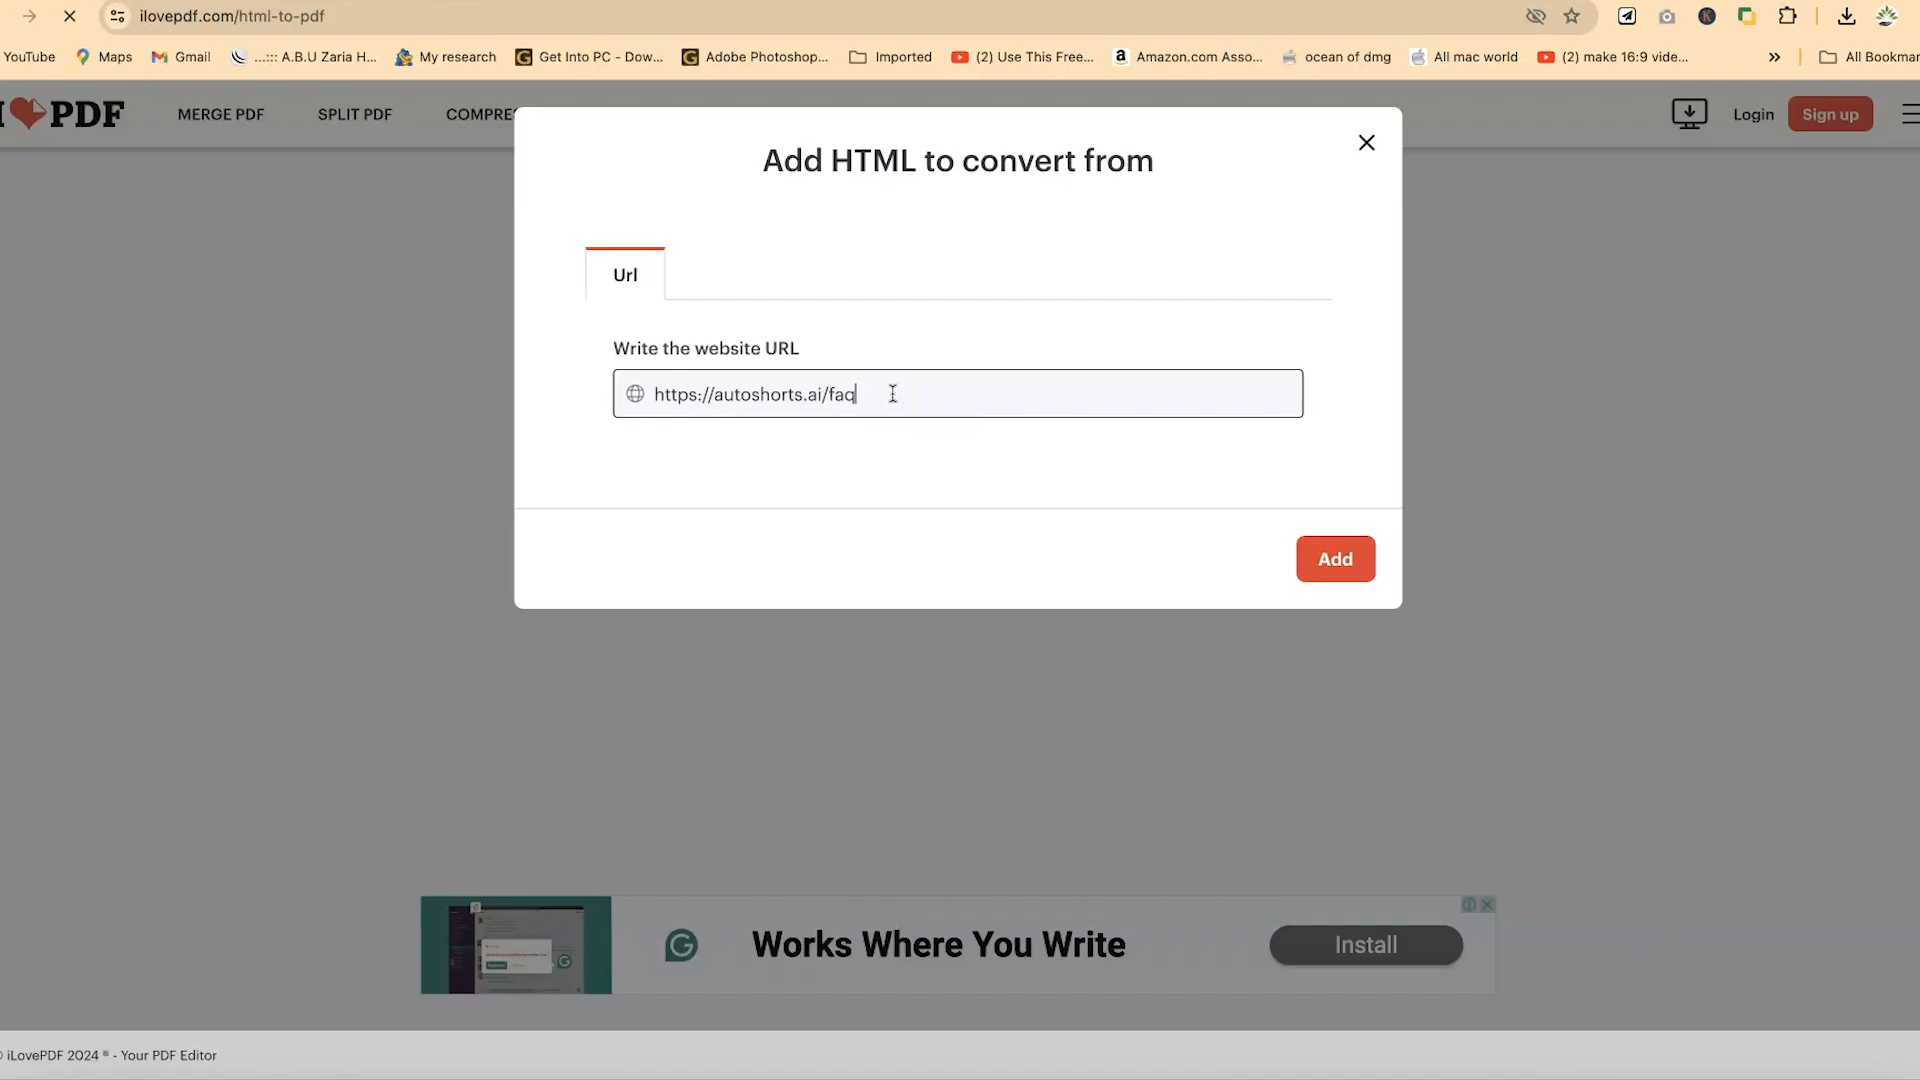 ilovepdf.com/html-to-pdf
YouTube Maps Gmail ...::: A.B.U Zaria H... My research Get Into PC - Dow... Adobe Photoshop... Imported (2) Use This Free... Amazon.com Asso... ocean of dmg All mac world (2) make 16:9 vide... » All Bookmar
I PDF MERGE PDF SPLIT PDF COMPRES Login Sign up
Add HTML to convert from
Url
Write the website URL
https://autoshorts.ai/faq
Add
Works Where You Write Install
iLovePDF 2024 ® - Your PDF Editor